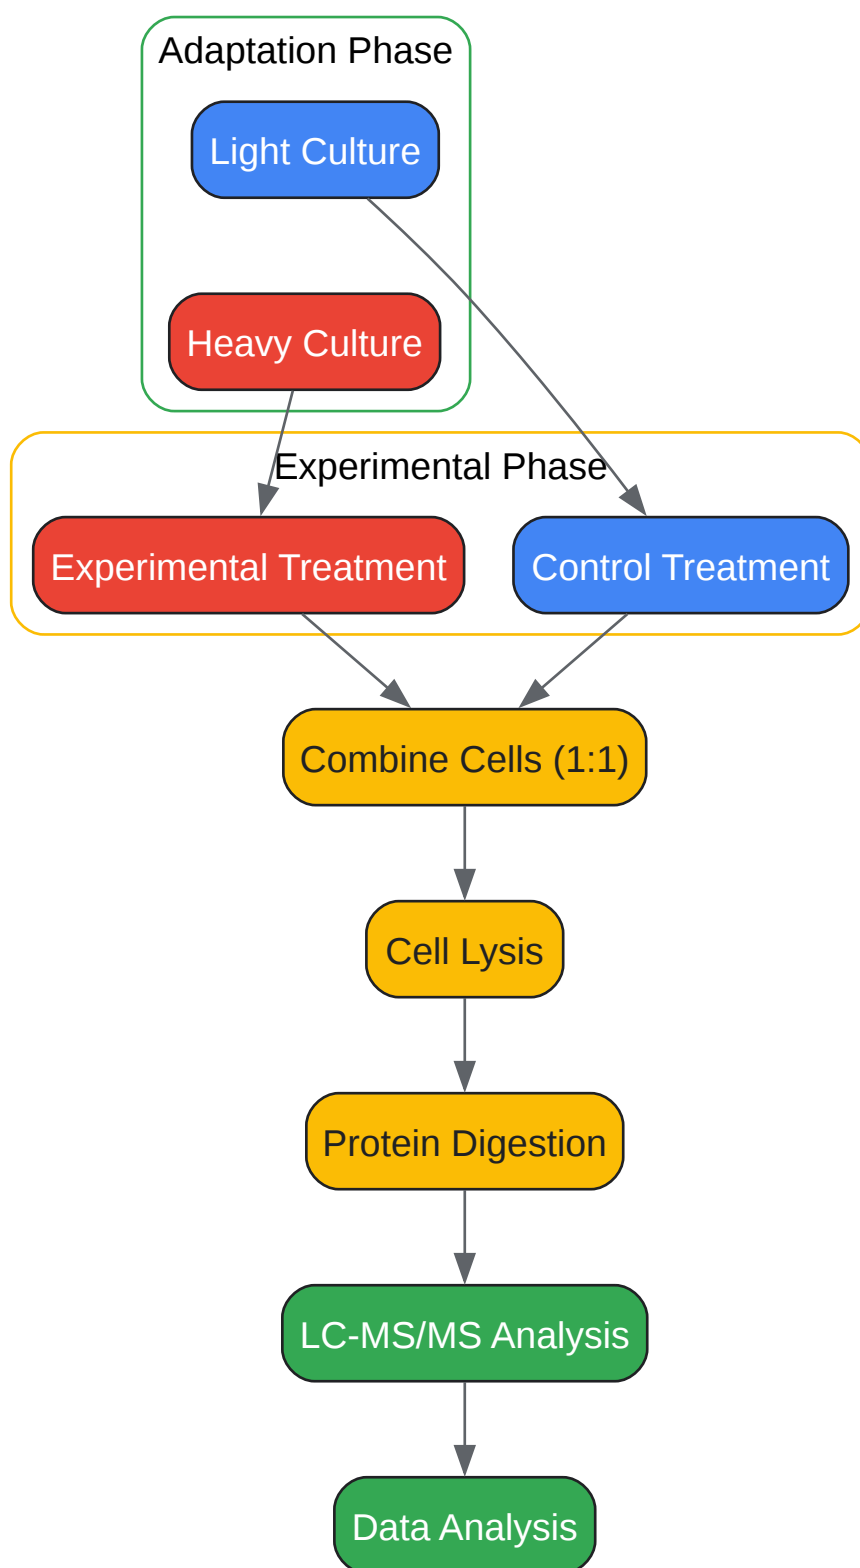 Adaptation Phase
Light Culture
Heavy Culture
Experimental Phase
Experimental Treatment
Control Treatment
Combine Cells (1:1)
Cell Lysis
Protein Digestion
LC-MS/MS Analysis
Data Analysis